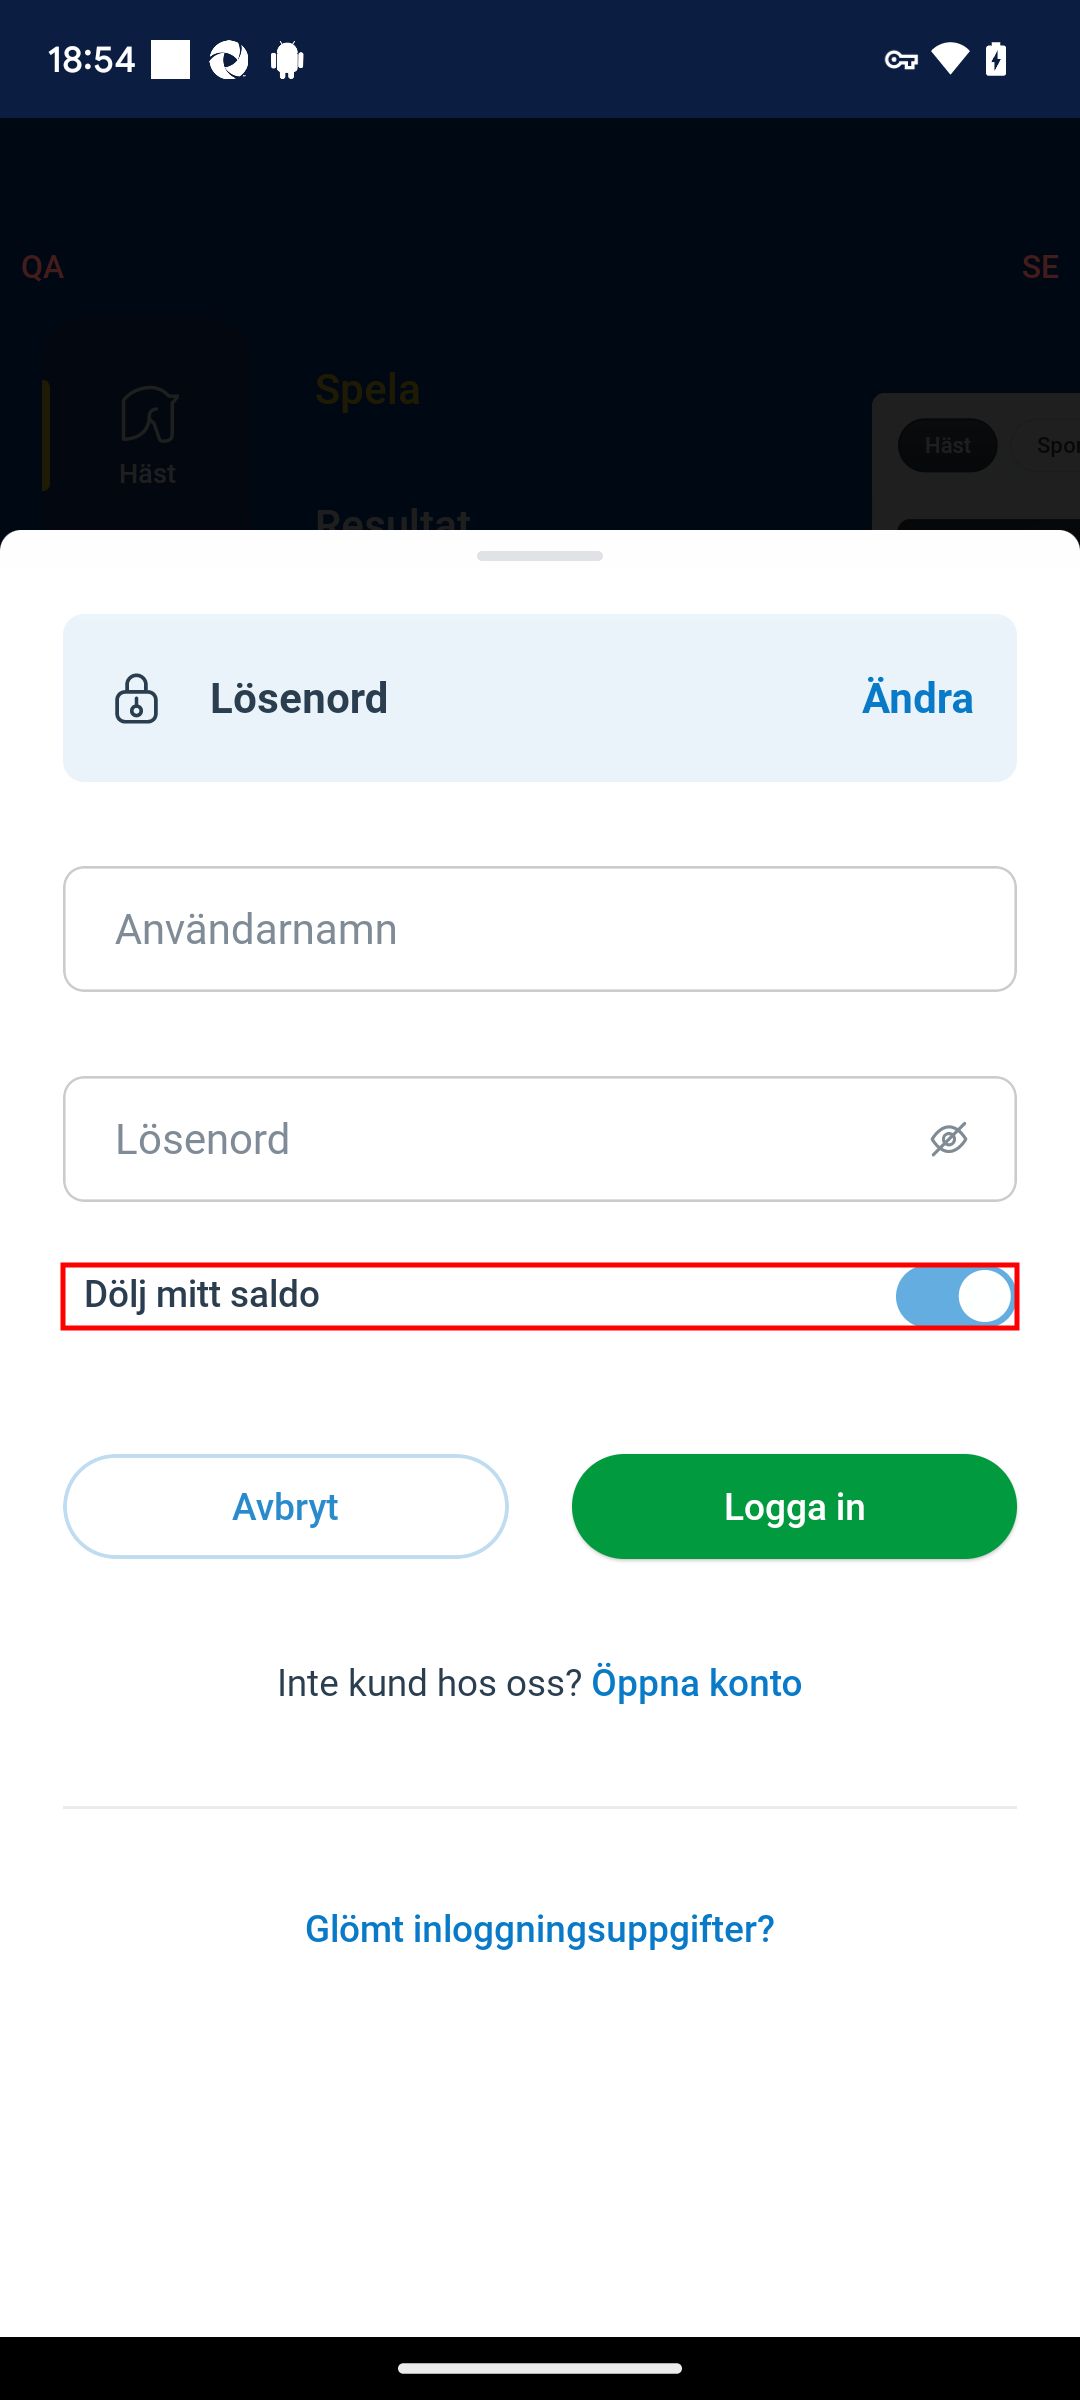 18:54
QA
SE
Spela
Häst
Häst
Spor
Resultat
Lösenord
Ändra
Användarnamn
Lösenord
Dölj mitt saldo
Avbryt
Logga in
Inte kund hos oss? Öppna konto
Glömt inloggningsuppgifter?